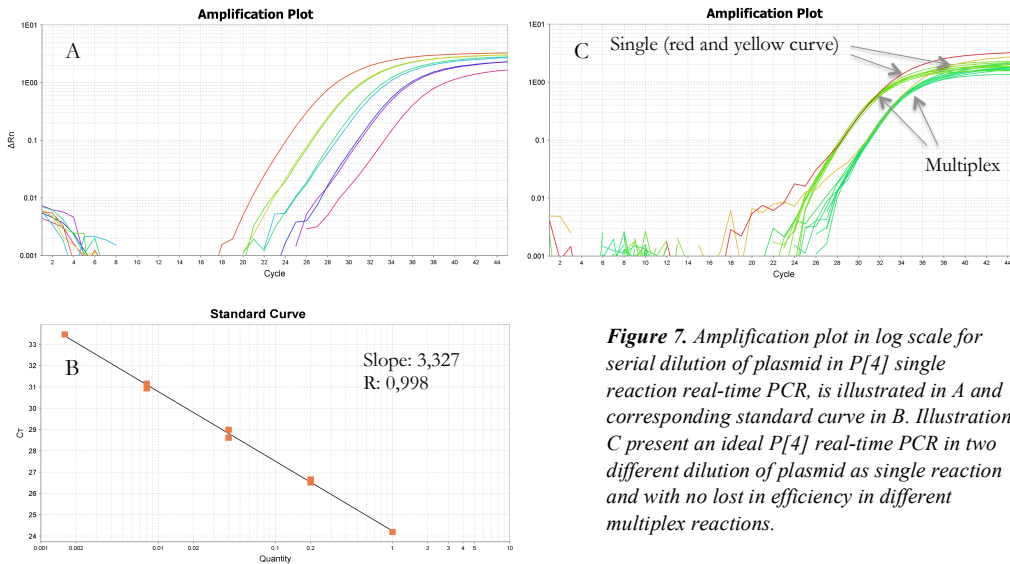 Amplification Plot
A
1E01
1E00
0.1
0.01
0.001
ΔRn
2 4 6 8 10 12 14 16 18 20 22 24 26 28 30 32 34 36 38 40 42 44
Cycle
Amplification Plot
C
Single (red and yellow curve)
Multiplex
1E01
1E00
0.1
0.01
0.001
2 4 6 8 10 12 14 16 18 20 22 24 26 28 30 32 34 36 38 40 42 44
Cycle
Standard Curve
B
Slope: 3,327
R: 0,998
33
32
31
30
29
28
27
26
25
24
CT
0.001 0.002 0.01 0.02 0.1 0.2 1 2 3 4 5 10
Quantity
Figure 7. Amplification plot in log scale for
serial dilution of plasmid in P[4] single
reaction real-time PCR, is illustrated in A and
corresponding standard curve in B. Illustration
C present an ideal P[4] real-time PCR in two
different dilution of plasmid as single reaction
and with no lost in efficiency in different
multiplex reactions.